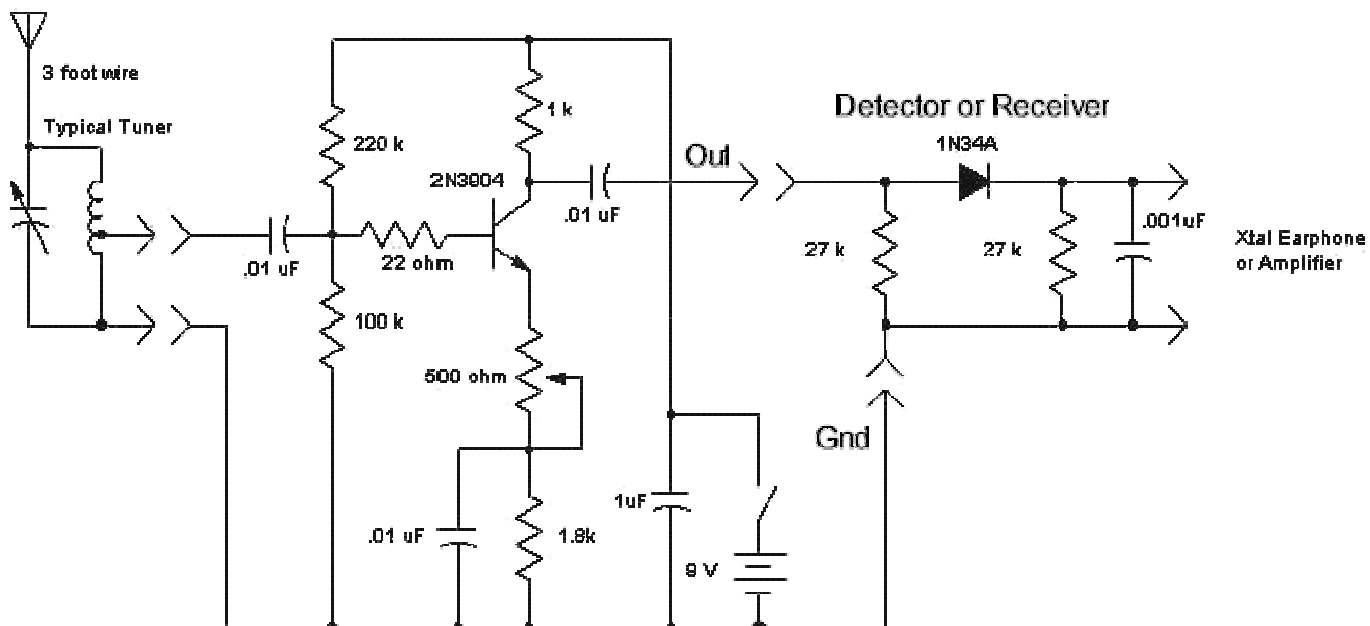 3 foot wire
Typical Tuner
220 k
1 k
2N3904
.01 uF
.01 uF
22 ohm
100 k
500 ohm
.01 uF
1.8k
1uF
9 V
Out
Detector or Receiver
1N34A
27 k
27 k
.001uF
Xtal Earphone
or Amplifier
Gnd